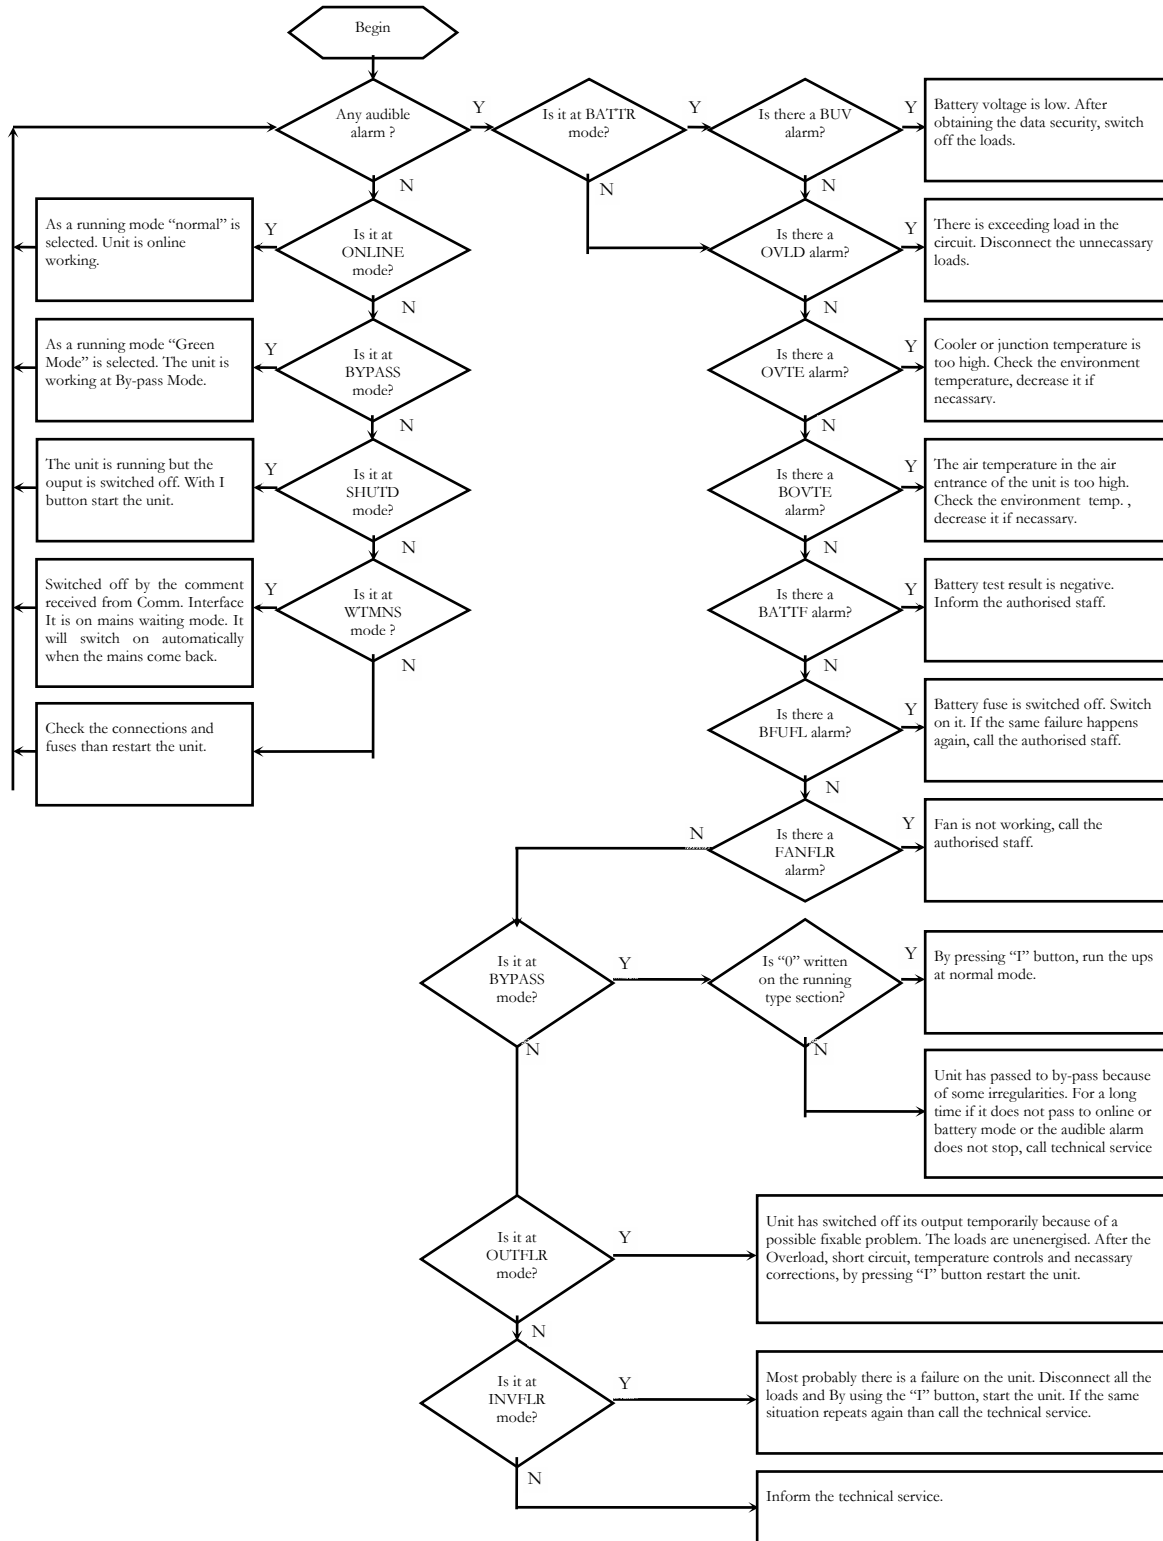 Begin
Any audible
alarm ?
Y
Is it at BATTR
mode?
Y
Is there a BUV
alarm?
Y
Battery voltage is low. After
obtaining the data security, switch
off the loads.
N
N
N
As a running mode “normal” is
selected. Unit is online
working.
Y
Is it at
ONLINE
mode?
Is there a
OVLD alarm?
Y
There is exceeding load in the
circuit. Disconnect the unnecassary
loads.
N
N
As a running mode “Green
Mode” is selected. The unit is
working at By-pass Mode.
Y
Is it at
BYPASS
mode?
Is there a
OVTE alarm?
Y
Cooler or junction temperature is
too high. Check the environment
temperature, decrease it if
necassary.
N
N
The unit is running but the
ouput is switched off. With I
button start the unit.
Y
Is it at
SHUTD
mode?
Is there a
BOVTE
alarm?
Y
The air temperature in the air
entrance of the unit is too high.
Check the environment temp. ,
decrease it if necassary.
N
N
Switched off by the comment
received from Comm. Interface
It is on mains waiting mode. It
will switch on automatically
when the mains come back.
Y
Is it at
WTMNS
mode ?
Is there a
BATTF alarm?
Y
Battery test result is negative.
Inform the authorised staff.
N
N
Check the connections and
fuses than restart the unit.
Is there a
BFUFL alarm?
Y
Battery fuse is switched off. Switch
on it. If the same failure happens
again, call the authorised staff.
N
N
Is there a
FANFLR
alarm?
Y
Fan is not working, call the
authorised staff.
Is it at
BYPASS
mode?
Y
Is “0” written
on the running
type section?
Y
By pressing “I” button, run the ups
at normal mode.
N
N
Unit has passed to by-pass because
of some irregularities. For a long
time if it does not pass to online or
battery mode or the audible alarm
does not stop, call technical service
Is it at
OUTFLR
mode?
Y
Unit has switched off its output temporarily because of a
possible fixable problem. The loads are unenergised. After the
Overload, short circuit, temperature controls and necassary
corrections, by pressing “I” button restart the unit.
N
Is it at
INVFLR
mode?
Y
Most probably there is a failure on the unit. Disconnect all the
loads and By using the “I” button, start the unit. If the same
situation repeats again than call the technical service.
N
Inform the technical service.